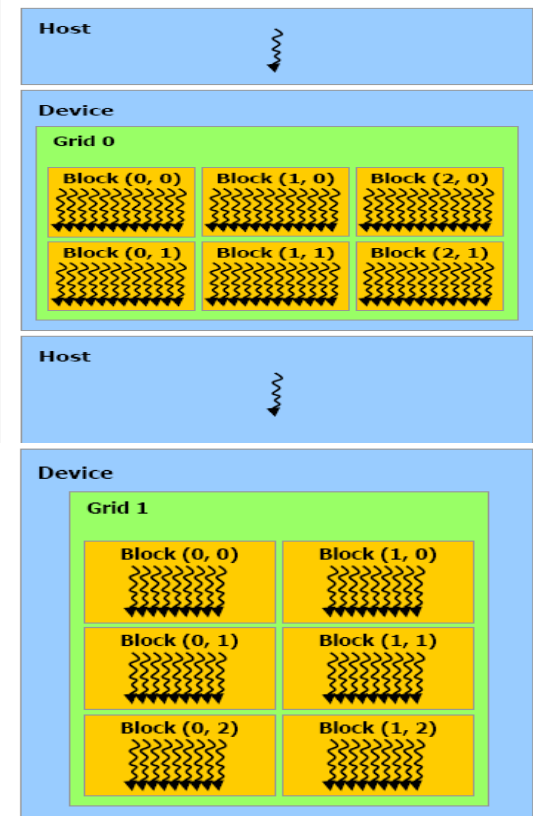 Host
Device
Grid 0
Block (0, 0) Block (1, 0) Block (2, 0)
Block (0, 1) Block (1, 1) Block (2, 1)
Host
Device
Grid 1
Block (0, 0) Block (1, 0)
Block (0, 1) Block (1, 1)
Block (0, 2) Block (1, 2)